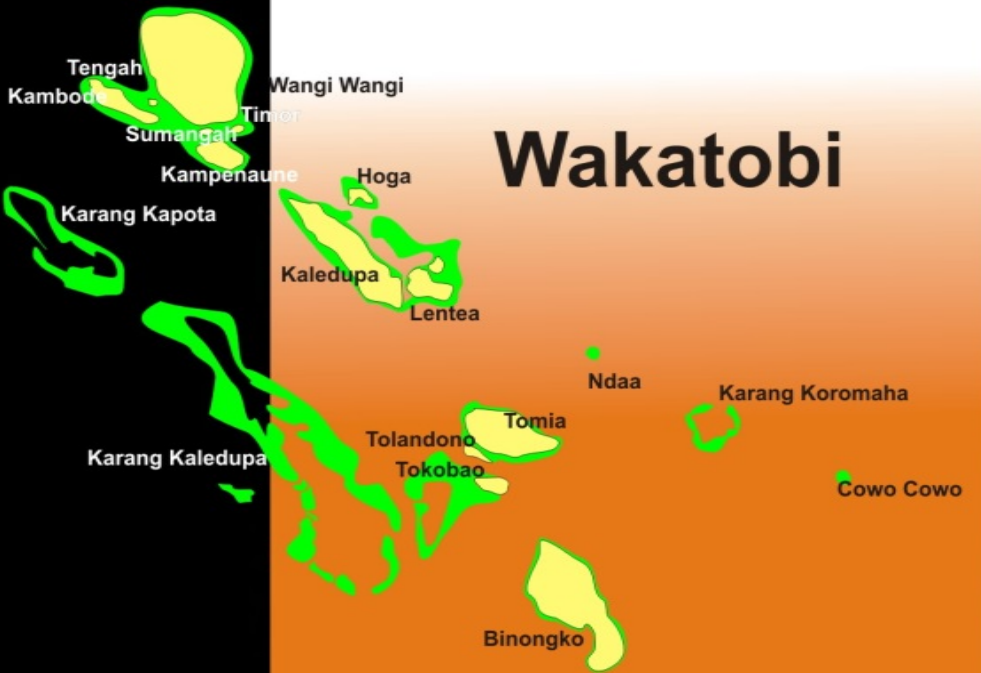 Tengah
Wangi Wangi
Kambode
Timor
Sumangah
Wakatobi
Kampenaune
Hoga
Karang Kapota
Kaledupa
Lentea
Ndaa
Karang Koromaha
Tomia
Tolandono
Karang Kaledupa
Tokobao
Cowo Cowo
Binongko